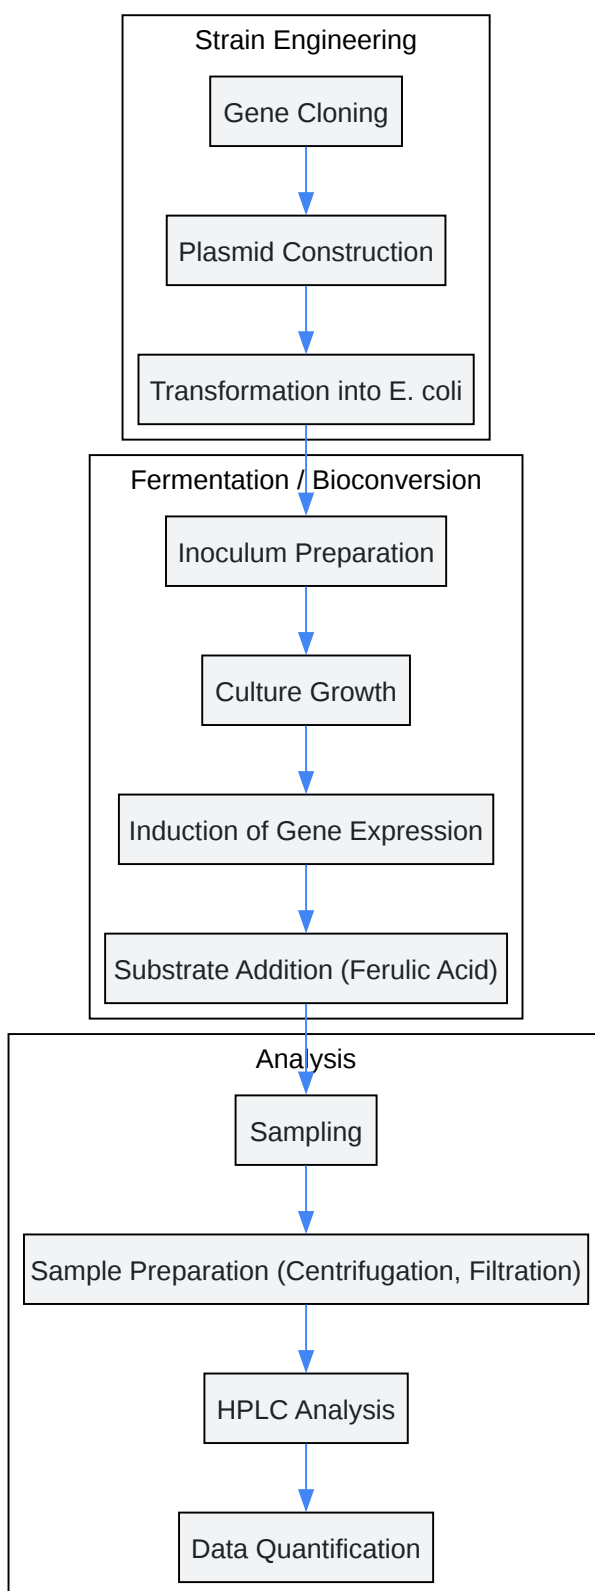 Strain Engineering
Gene Cloning
Plasmid Construction
Transformation into E. coli
Fermentation / Bioconversion
Inoculum Preparation
Culture Growth
Induction of Gene Expression
Substrate Addition (Ferulic Acid)
Analysis
Sampling
Sample Preparation (Centrifugation, Filtration)
HPLC Analysis
Data Quantification